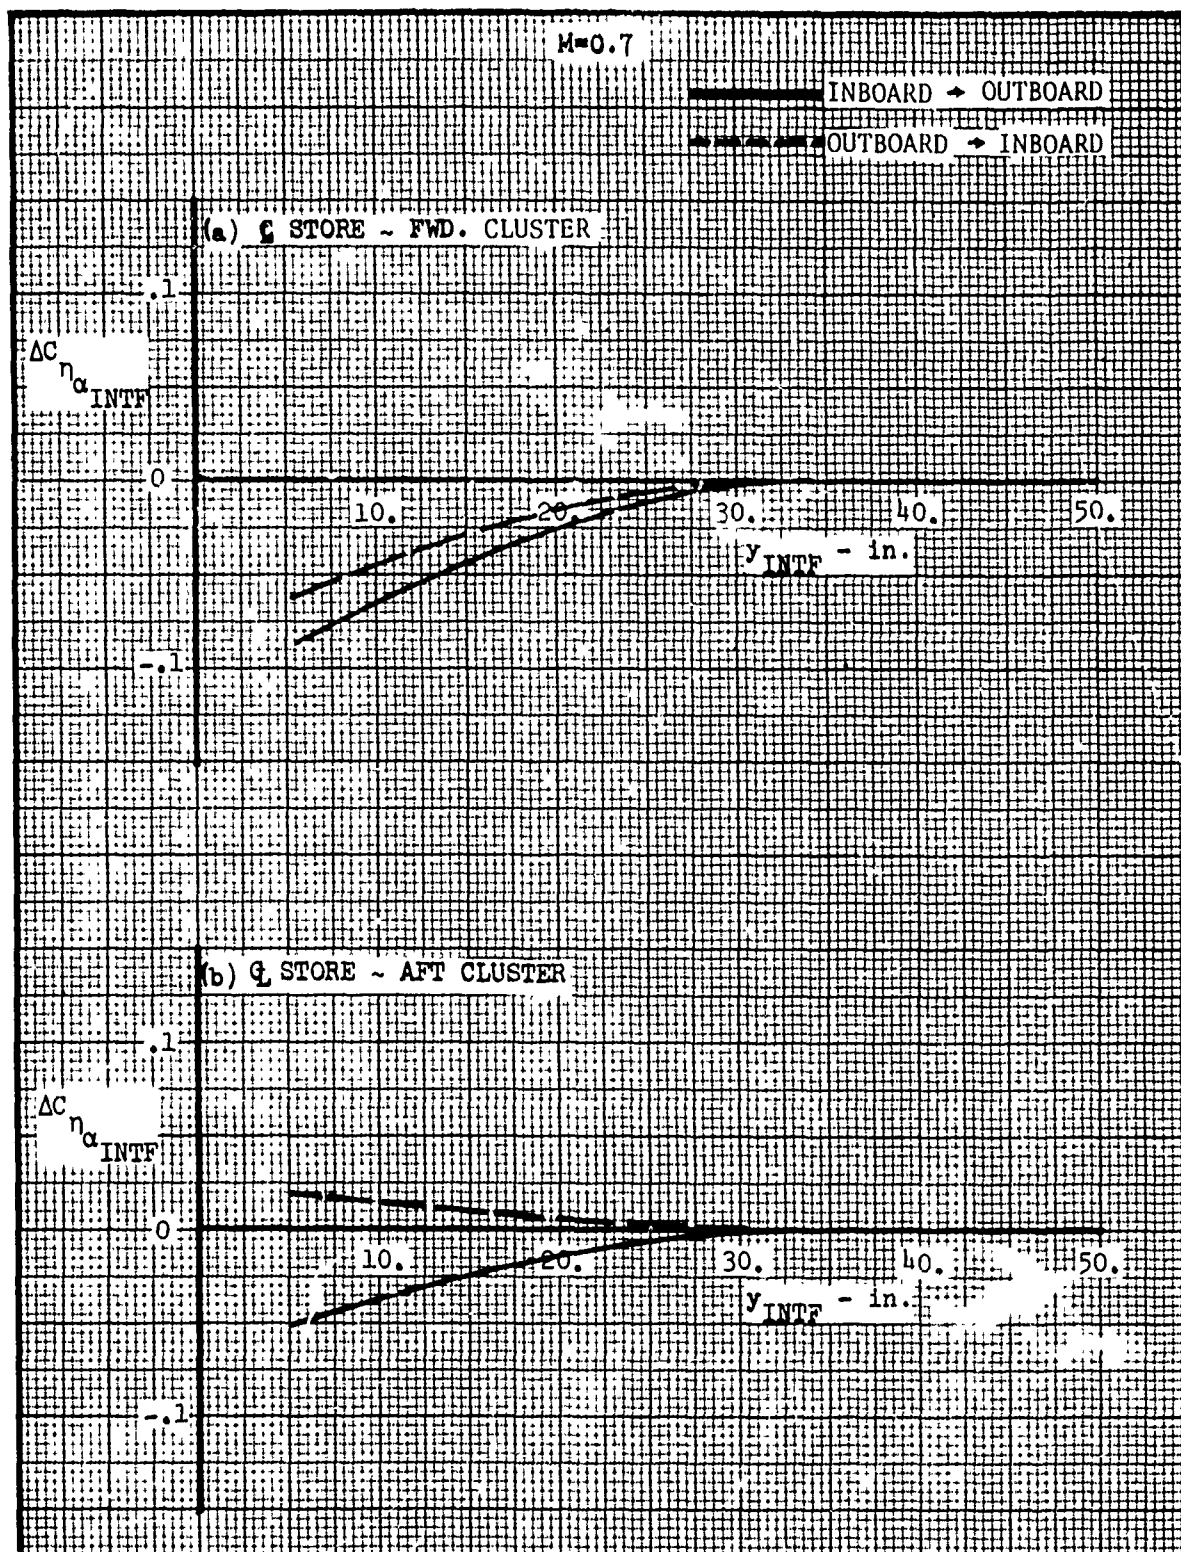 M=0.7
INBOARD → OUTBOARD
OUTBOARD → INBOARD
(a) ℄ STORE ~ FWD. CLUSTER
.1
ΔC
η
α
INTF
0
10. 20. 30. 40. 50.
y INTF - in.
-.1
(b) ℄ STORE ~ AFT CLUSTER
.1
ΔC
η
α
INTF
0
10. 20. 30. 40. 50.
y INTF - in.
-.1